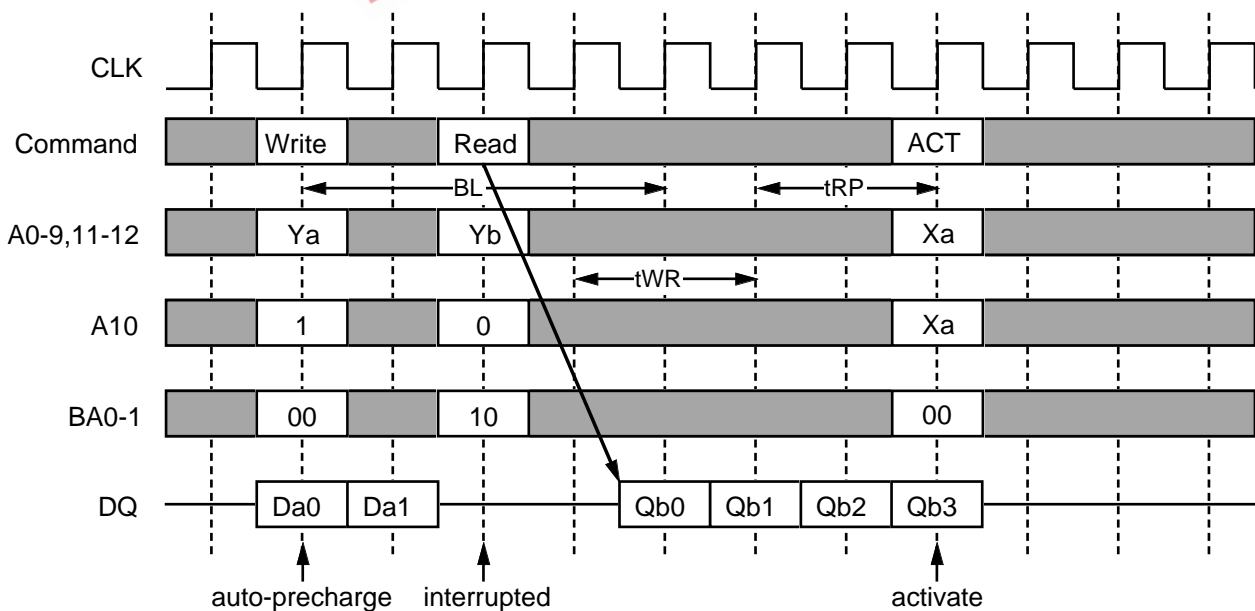 CLK
Command Write Read ACT
BL tRP
A0-9,11-12 Ya Yb Xa
tWR
A10 1 0 Xa
BA0-1 00 10 00
DQ Da0 Da1 Qb0 Qb1 Qb2 Qb3
auto-precharge interrupted activate